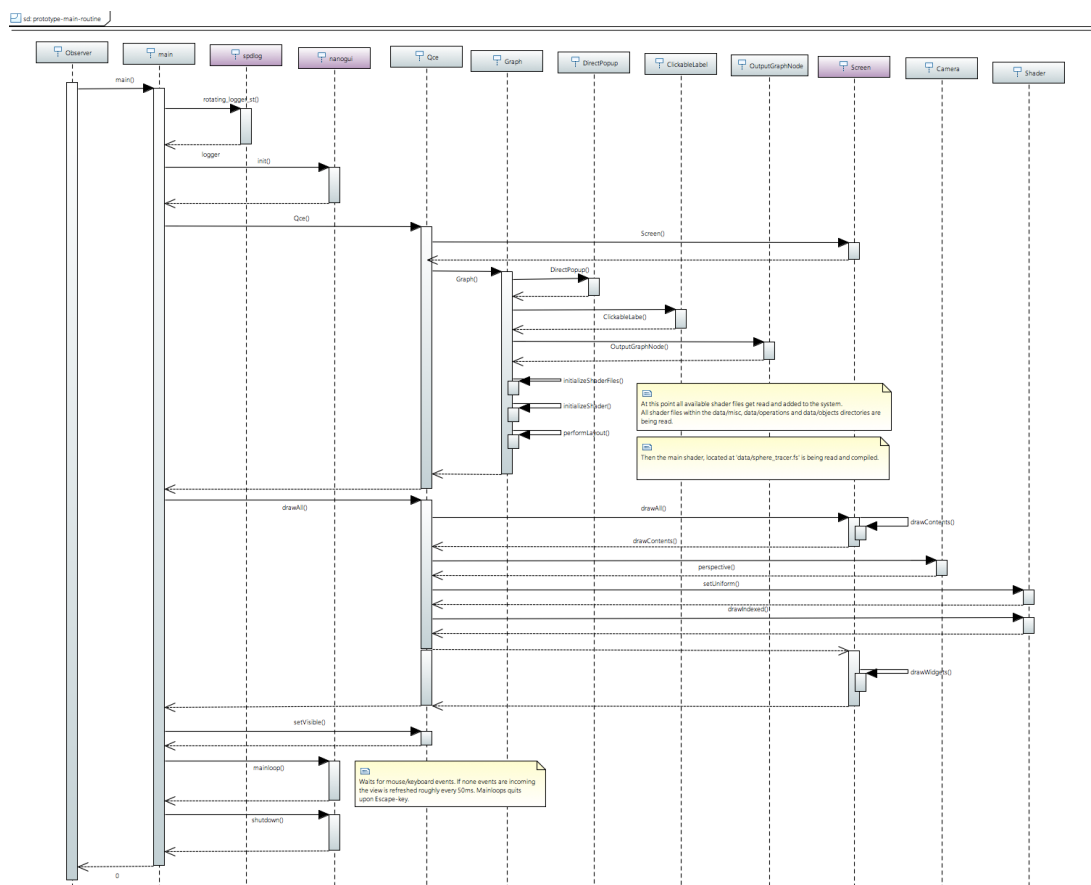 sd: prototype-main-routine
Observer
main
spdlog
nanogui
Qce
Graph
DirectPopup
ClickableLabel
OutputGraphNode
Screen
Camera
Shader
main()
rotating_logger_st()
logger
init()
Qce()
Screen()
Graph()
DirectPopup()
ClickableLabe()
OutputGraphNode()
initializeShaderFiles()
initializeShader()
performLayout()
At this point all available shader files get read and added to the system.
All shader files within the data/misc, data/operations and data/objects directories are
being read.
Then the main shader, located at 'data/sphere_tracer.fs' is being read and compiled.
drawAll()
drawAll()
drawContents()
drawContents()
perspective()
setUniform()
drawIndexed()
drawWidgets()
setVisible()
mainloop()
Waits for mouse/keyboard events. If none events are incoming
the view is refreshed roughly every 50ms. Mainloops quits
upon Escape-key.
shutdown()
0